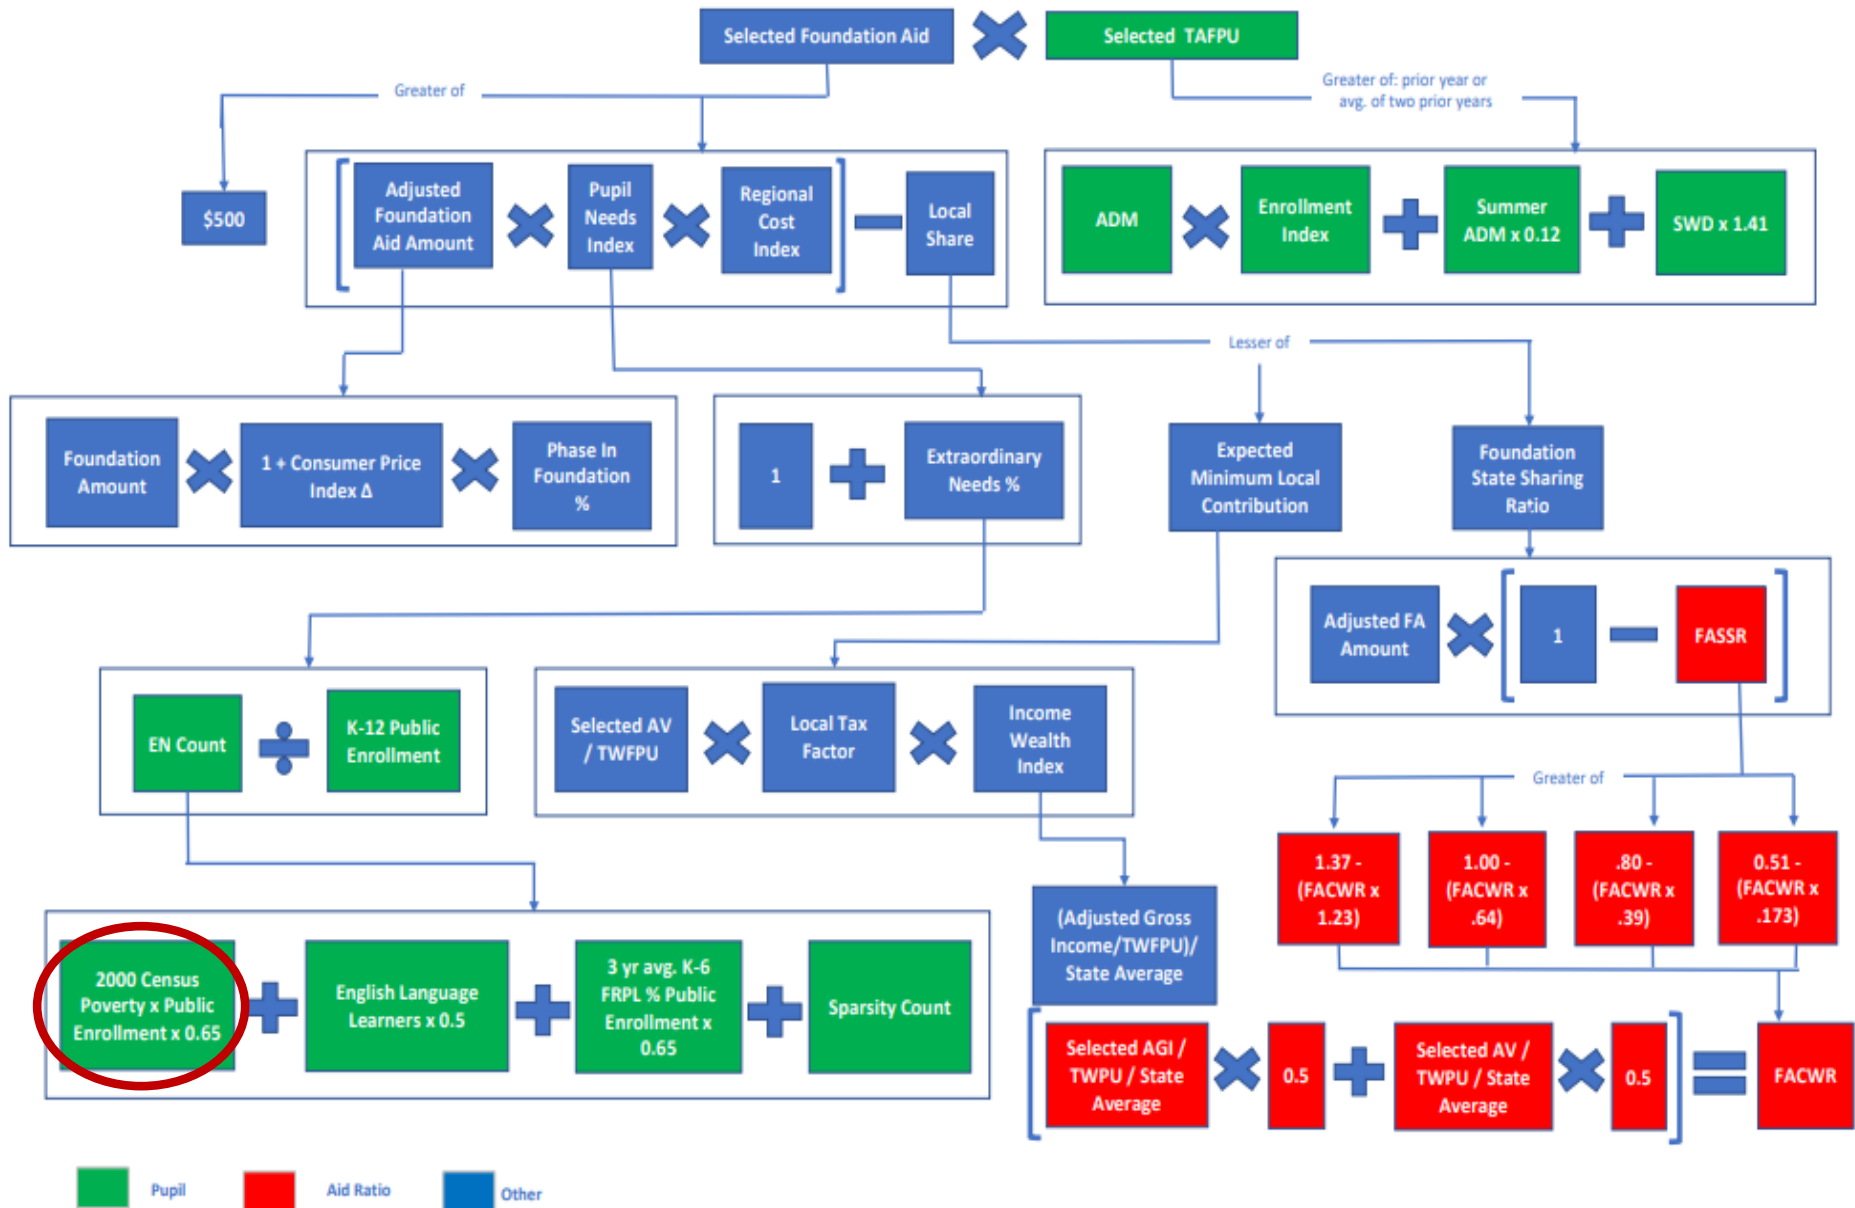 Selected Foundation Aid
Selected TAFPU
Greater of
Greater of: prior year or
avg. of two prior years
$500
Adjusted
Foundation
Aid Amount
Pupil
Needs
Index
Regional
Cost
Index
Local
Share
ADM
Enrollment
Index
Summer
ADM x 0.12
SWD x 1.41
Lesser of
Foundation
Amount
1 + Consumer Price
Index Δ
Phase In
Foundation
%
1
Extraordinary
Needs %
Expected
Minimum Local
Contribution
Foundation
State Sharing
Ratio
Adjusted FA
Amount
1
FASSR
EN Count
K-12 Public
Enrollment
Selected AV
/ TWFPU
Local Tax
Factor
Income
Wealth
Index
Greater of
1.37 -
(FACWR x
1.23)
1.00 -
(FACWR x
.64)
.80 -
(FACWR x
.39)
0.51 -
(FACWR x
.173)
(Adjusted Gross
Income/TWFPU)/
State Average
2000 Census
Poverty x Public
Enrollment x 0.65
English Language
Learners x 0.5
3 yr avg. K-6
FRPL % Public
Enrollment x
0.65
Sparsity Count
Selected AGI /
TWPU / State
Average
0.5
Selected AV /
TWPU / State
Average
0.5
FACWR
Pupil
Aid Ratio
Other